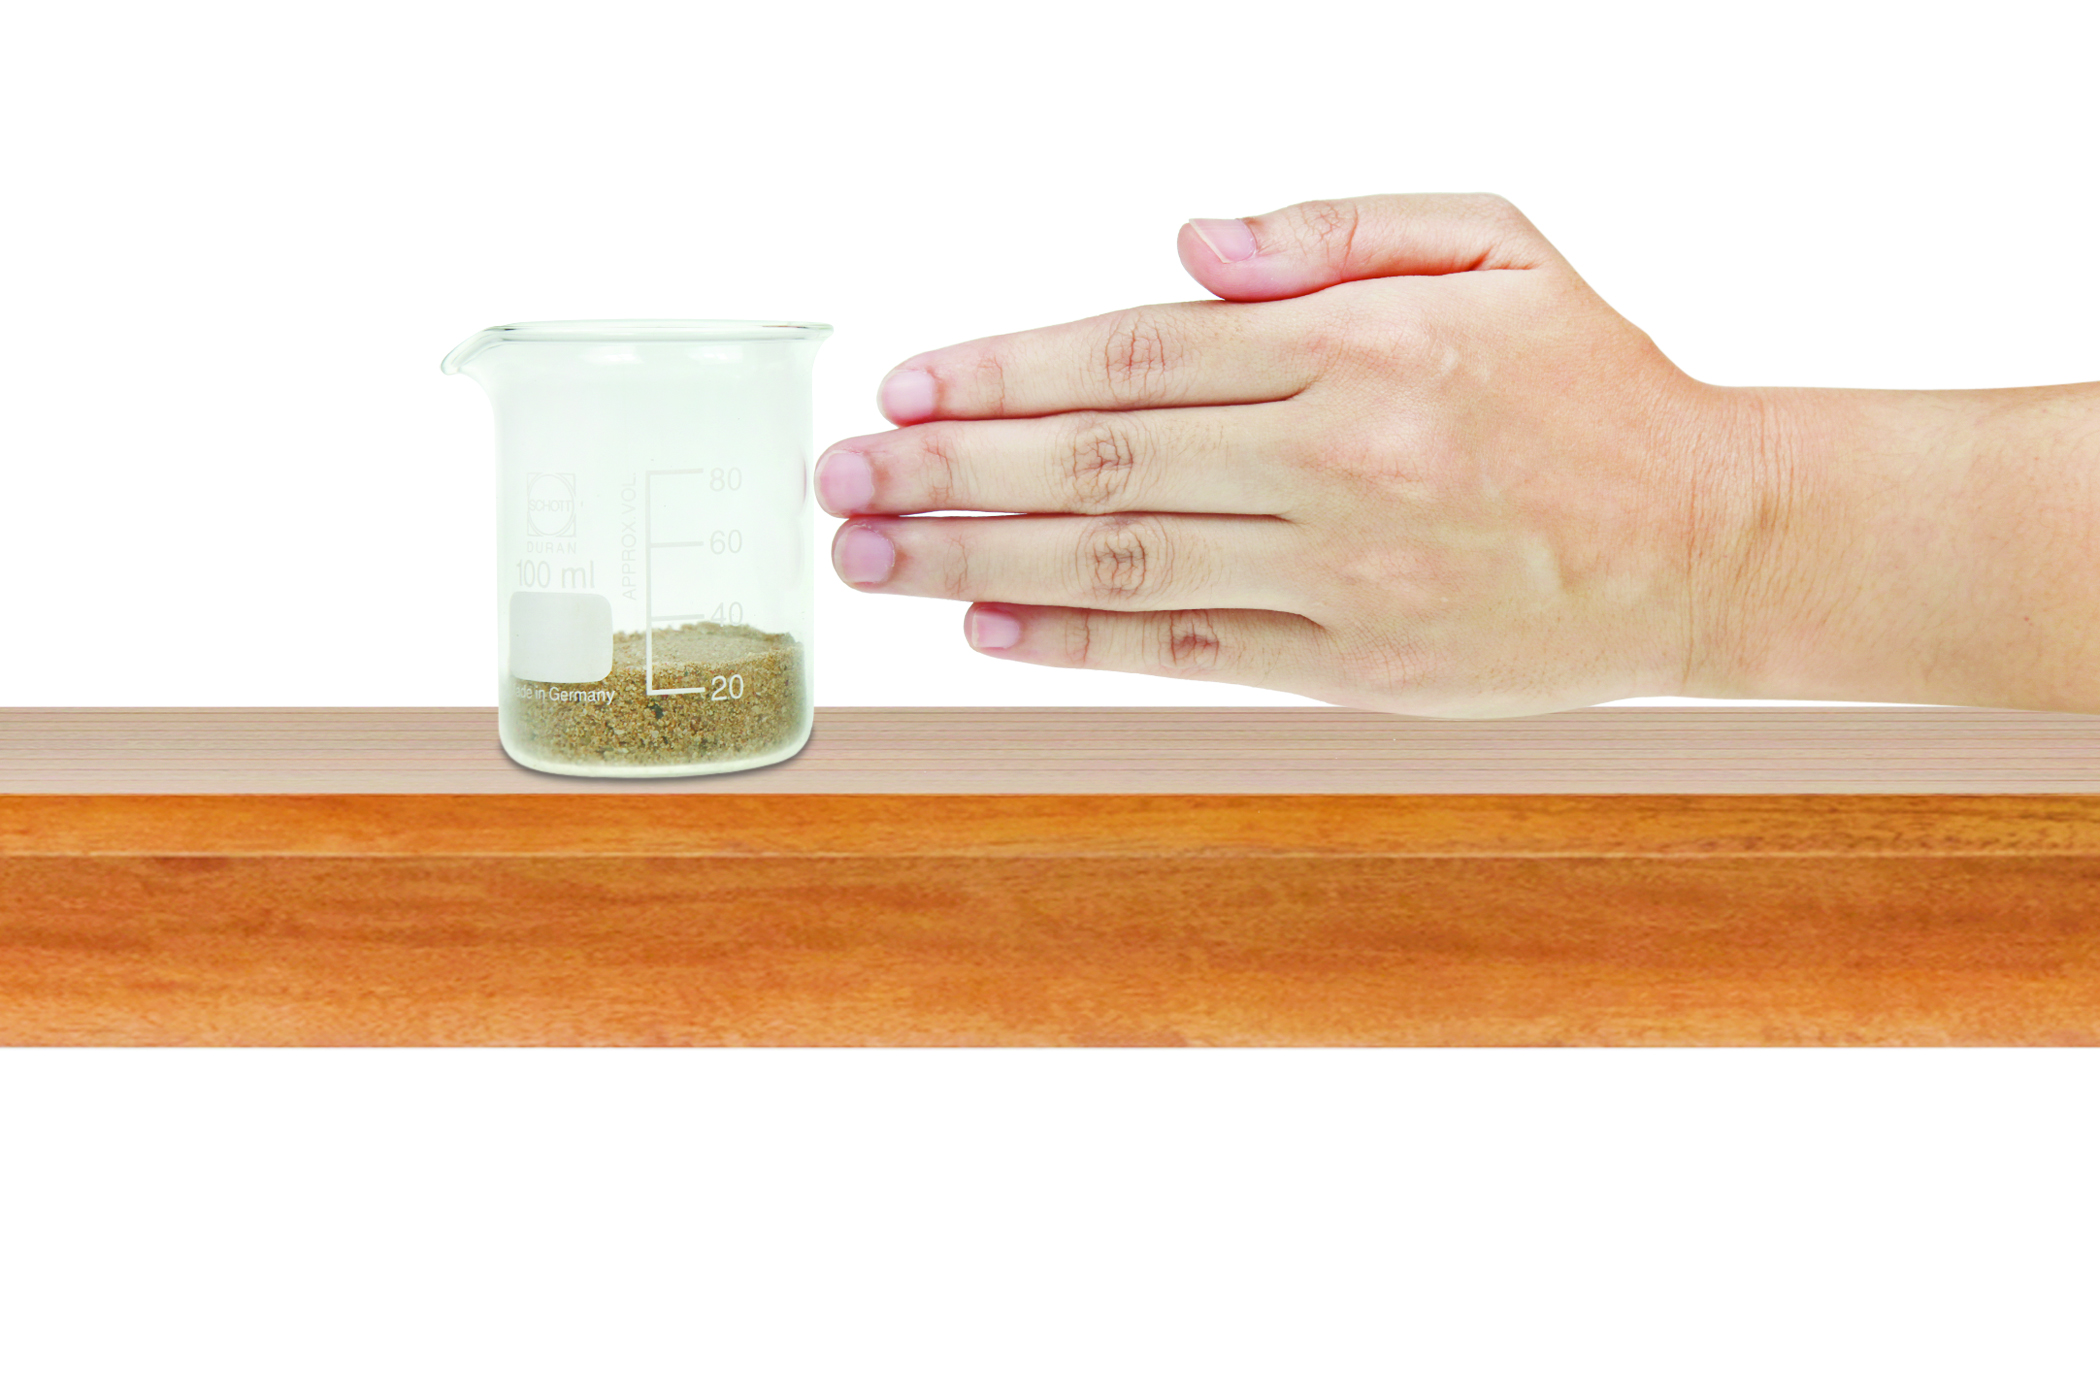 SCHOTT
DURAN
100 ml
APPROX VOL
80
60
40
20
ade in Germany